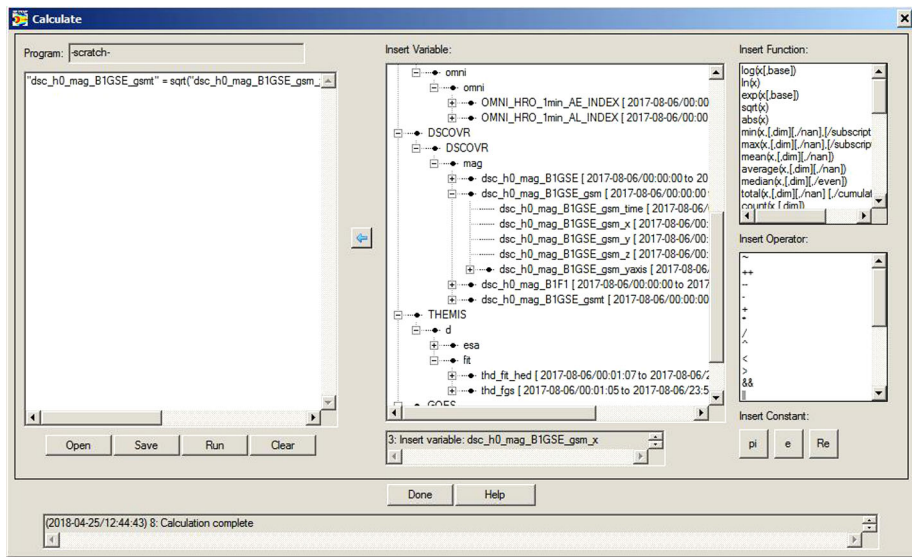 Calculate
Program: -scratch-
"dsc_h0_mag_B1GSE_gsmt" = sqrt("dsc_h0_mag_B1GSE_gsm_
Open Save Run Clear
Insert Variable:
omni
omni
OMNI_HRO_1min_AE_INDEX [ 2017-08-06/00:00
OMNI_HRO_1min_AL_INDEX [ 2017-08-06/00:00
DSCOVR
DSCOVR
mag
dsc_h0_mag_B1GSE [ 2017-08-06/00:00:00 to 20
dsc_h0_mag_B1GSE_gsm [ 2017-08-06/00:00:00
dsc_h0_mag_B1GSE_gsm_time [ 2017-08-06/
dsc_h0_mag_B1GSE_gsm_x [ 2017-08-06/00:
dsc_h0_mag_B1GSE_gsm_y [ 2017-08-06/00:
dsc_h0_mag_B1GSE_gsm_z [ 2017-08-06/00:
dsc_h0_mag_B1GSE_gsm_yaxis [ 2017-08-06/
dsc_h0_mag_B1F1 [ 2017-08-06/00:00:00 to 2017
dsc_h0_mag_B1GSE_gsmt [ 2017-08-06/00:00:00
THEMIS
d
esa
fit
thd_fit_hed [ 2017-08-06/00:01:07 to 2017-08-06/2
thd_fgs [ 2017-08-06/00:01:05 to 2017-08-06/23:5
GOES
3: Insert variable: dsc_h0_mag_B1GSE_gsm_x
Insert Function:
log(x[,base])
ln(x)
exp(x[,base])
sqrt(x)
abs(x)
min(x,[,dim][,/nan],[/subscript
max(x,[,dim][,/nan],[/subscrip
mean(x,[,dim][,/nan])
average(x,[,dim][,/nan])
median(x,[,dim][,/even])
total(x,[,dim][,/nan] [,/cumulat
count(x,[,dim])
Insert Operator:
~
++
--
-
+
*
/
^
<
>
&&
||
Insert Constant:
pi e Re
Done Help
(2018-04-25/12:44:43) 8: Calculation complete